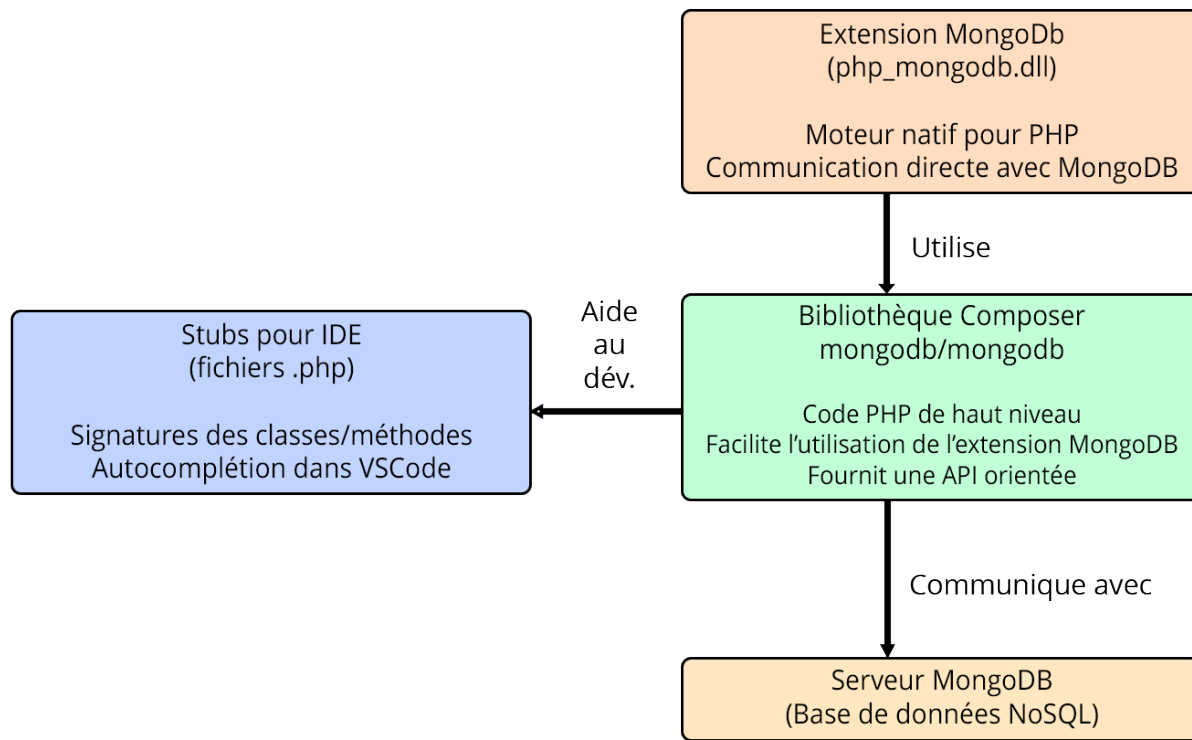 Extension MongoDb
(php_mongodb.dll)
Moteur natif pour PHP
Communication directe avec MongoDB
Utilise
Bibliothèque Composer
mongodb/mongodb
Code PHP de haut niveau
Facilite l’utilisation de l’extension MongoDB
Fournit une API orientée
Aide
au
dév.
Stubs pour IDE
(fichiers .php)
Signatures des classes/méthodes
Autocomplétion dans VSCode
Communique avec
Serveur MongoDB
(Base de données NoSQL)